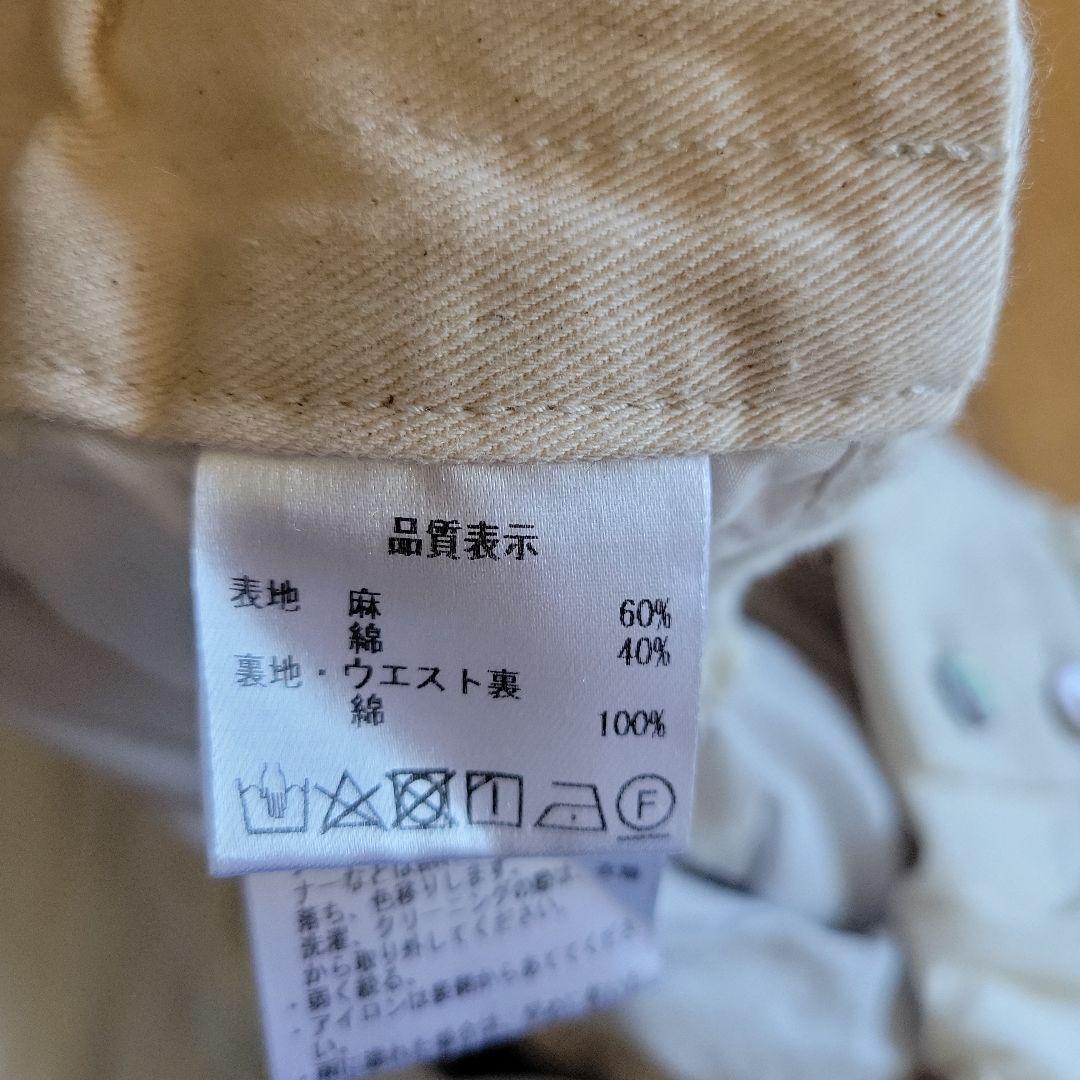 品質表示
表地 麻 60%
綿 40%
裏地・ウエスト裏
綿 100%
F
ナーなどは
落ち、色移りします。
洗濯、クリーニングの際は、
から取り外してください。
・弱く絞る。
・アイロンは裏側からあててくださ
い。